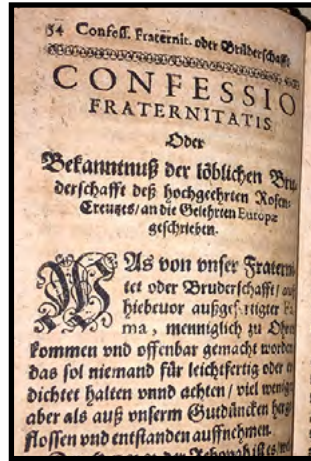 54 Confess. Fraternit. oder Brüderschafft
CONFESSIO
FRATERNITATIS
Oder
Bekanntnuß der löblichen Bru-
derschafft deß hochgeehrten Rosen-
Creutzes/an die Gelehrten Europæ
geschrieben.
WAs von vnser Fraterni-
tet oder Bruderschafft/
hiebevor außgefertigter Fa-
ma, menniglich zu Ohren
kommen vnd offenbar gemacht worden
das sol niemand für leichtfertig oder
dichtet halten vnnd achten/ viel weniger
aber als auß vnserm Gutdüncken herge
flossen vnd entstanden auffnehmen.